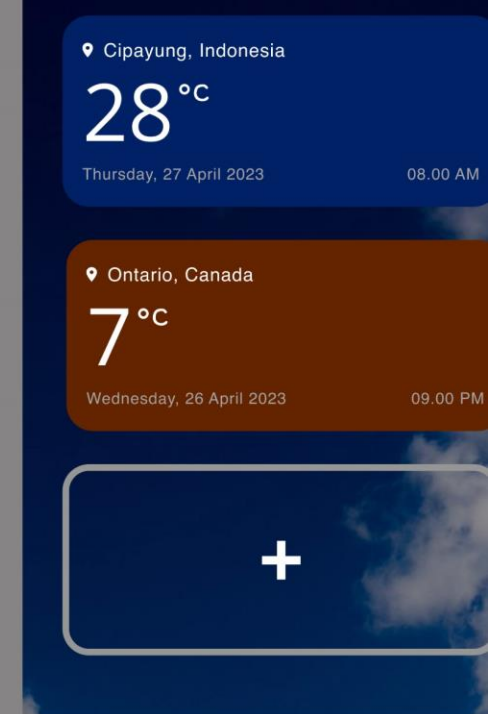 Cipayung, Indonesia
28°C
Thursday, 27 April 2023 08.00 AM
Ontario, Canada
7°C
Wednesday, 26 April 2023 09.00 PM
+